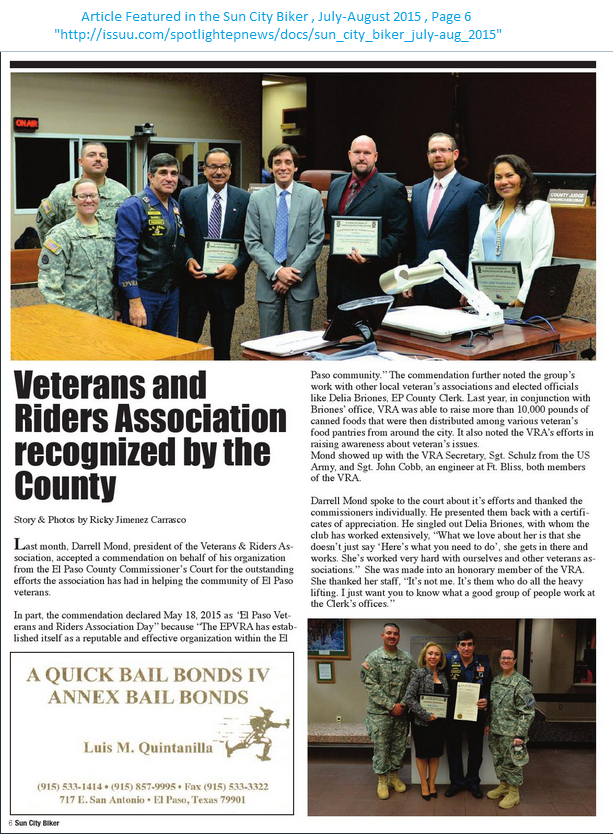 Article Featured in the Sun City Biker , July-August 2015 , Page 6
"http://issuu.com/spotlightepnews/docs/sun_city_biker_july-aug_2015"
ON AIR
COUNTY JUDGE
EPVRA
Veterans and
Riders Association
recognized by the
County
Story & Photos by Ricky Jimenez Carrasco
Last month, Darrell Mond, president of the Veterans & Riders As-
sociation, accepted a commendation on behalf of his organization
from the El Paso County Commissioner's Court for the outstanding
efforts the association has had in helping the community of El Paso
veterans.
In part, the commendation declared May 18, 2015 as ‘El Paso Vet-
erans and Riders Association Day” because “The EPVRA has estab-
lished itself as a reputable and effective organization within the El
Paso community.” The commendation further noted the group's
work with other local veteran's associations and elected officials
like Delia Briones, EP County Clerk. Last year, in conjunction with
Briones' office, VRA was able to raise more than 10,000 pounds of
canned foods that were then distributed among various veteran's
food pantries from around the city. It also noted the VRA's efforts in
raising awareness about veteran's issues.
Mond showed up with the VRA Secretary, Sgt. Schulz from the US
Army, and Sgt. John Cobb, an engineer at Ft. Bliss, both members
of the VRA.
Darrell Mond spoke to the court about it's efforts and thanked the
commissioners individually. He presented them back with a certifi-
cates of appreciation. He singled out Delia Briones, with whom the
club has worked extensively, “What we love about her is that she
doesn't just say ‘Here's what you need to do’, she gets in there and
works. She's worked very hard with ourselves and other veterans as-
sociations.” She was made into an honorary member of the VRA.
She thanked her staff, “It's not me. It's them who do all the heavy
lifting. I just want you to know what a good group of people work at
the Clerk's offices.”
A QUICK BAIL BONDS IV
ANNEX BAIL BONDS
Luis M. Quintanilla
(915) 533-1414 • (915) 857-9995 • Fax (915) 533-3322
717 E. San Antonio • El Paso, Texas 79901
6 Sun City Biker